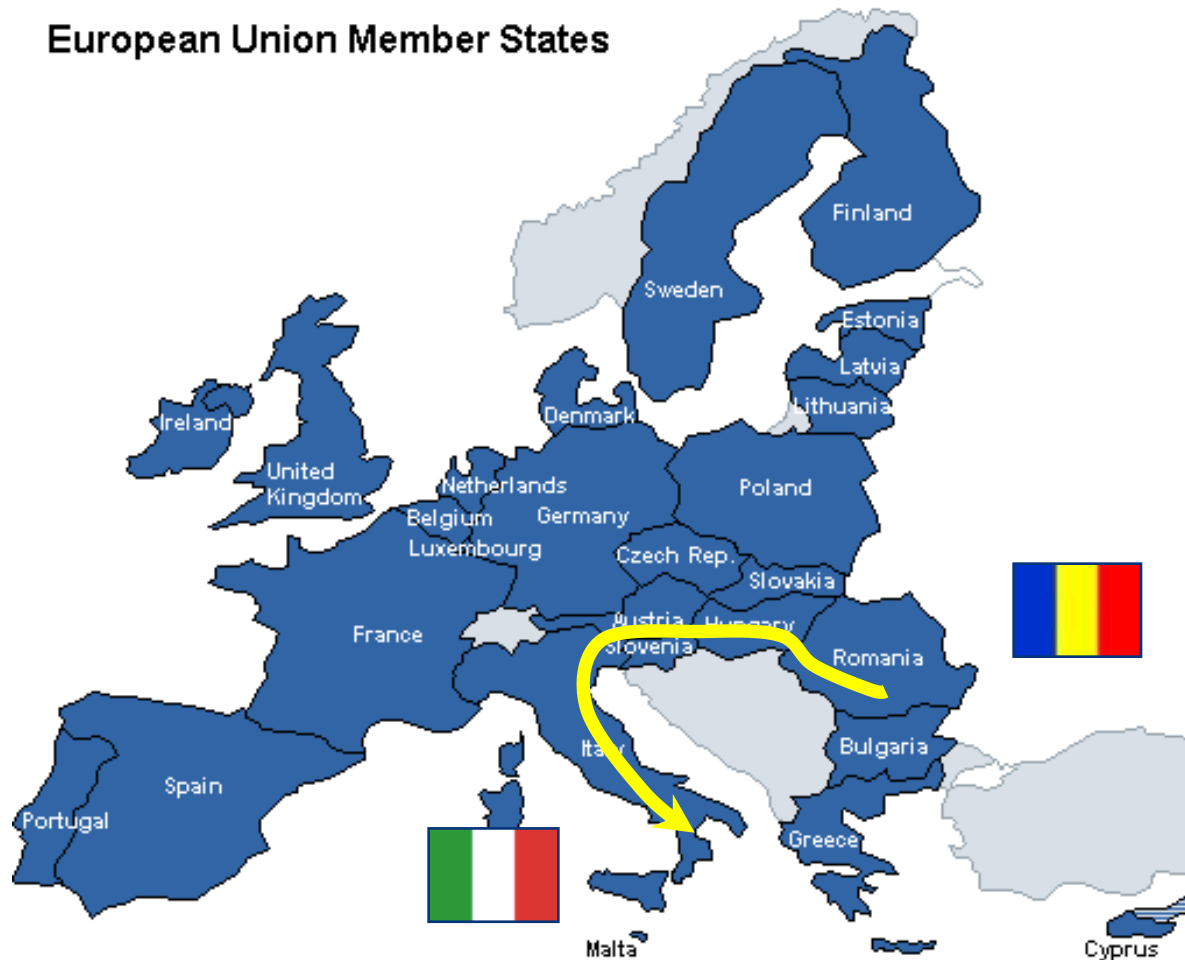 European Union Member States
Finland
Sweden
Estonia
Latvia
Lithuania
Denmark
Ireland
United
Kingdom
Netherlands
Poland
Belgium
Germany
Luxembourg
Czech Rep.
Slovakia
Austria
Hungary
France
Slovenia
Romania
Italy
Bulgaria
Spain
Portugal
Greece
Malta
Cyprus